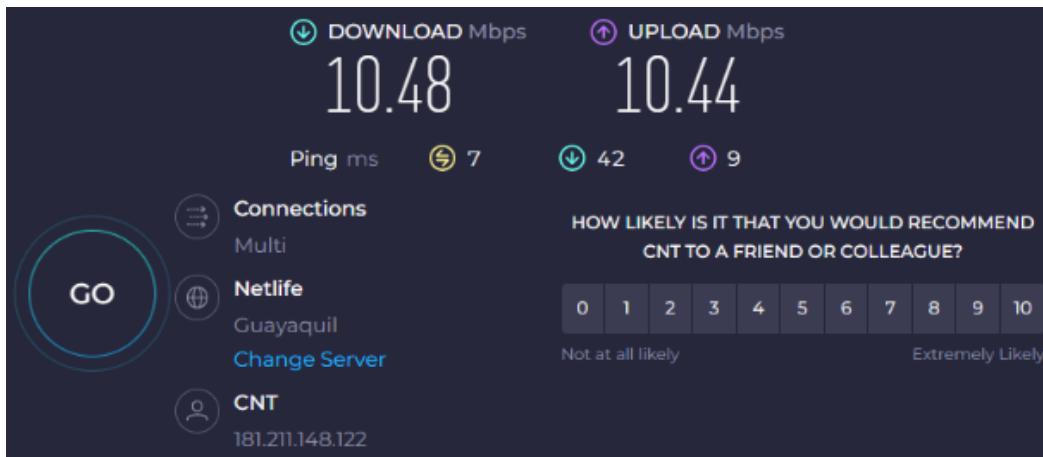 DOWNLOAD Mbps
10.48
UPLOAD Mbps
10.44
Ping ms 7 42 9
Connections
Multi
Netlife
Guayaquil
Change Server
CNT
181.211.148.122
GO
HOW LIKELY IS IT THAT YOU WOULD RECOMMEND
CNT TO A FRIEND OR COLLEAGUE?
0 1 2 3 4 5 6 7 8 9 10
Not at all likely Extremely Likely